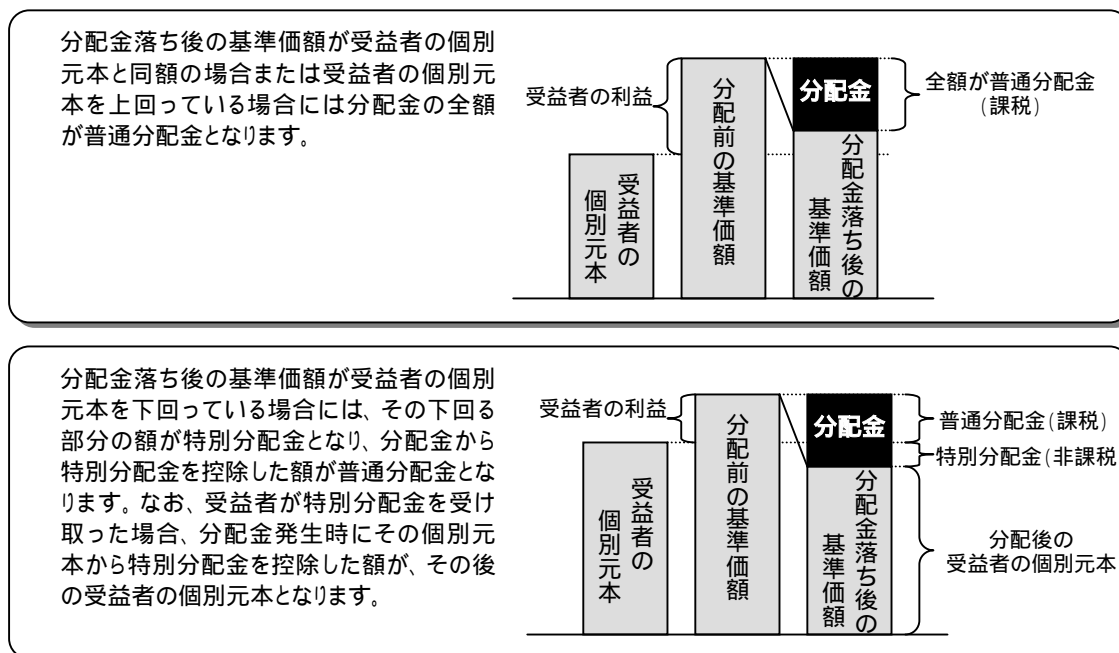 分配金落ち後の基準価額が受益者の個別
元本と同額の場合または受益者の個別元
本を上回っている場合には分配金の全額
が普通分配金となります。
受益者の利益
受益者の
個別元本
分配前の基準価額
分配金
分配金落ち後の
基準価額
全額が普通分配金
(課税)
分配金落ち後の基準価額が受益者の個別
元本を下回っている場合には、その下回る
部分の額が特別分配金となり、分配金から
特別分配金を控除した額が普通分配金とな
ります。なお、受益者が特別分配金を受け
取った場合、分配金発生時にその個別元
本から特別分配金を控除した額が、その後
の受益者の個別元本となります。
受益者の利益
受益者の
個別元本
分配前の基準価額
分配金
分配金落ち後の
基準価額
普通分配金(課税)
特別分配金(非課税
分配後の
受益者の個別元本